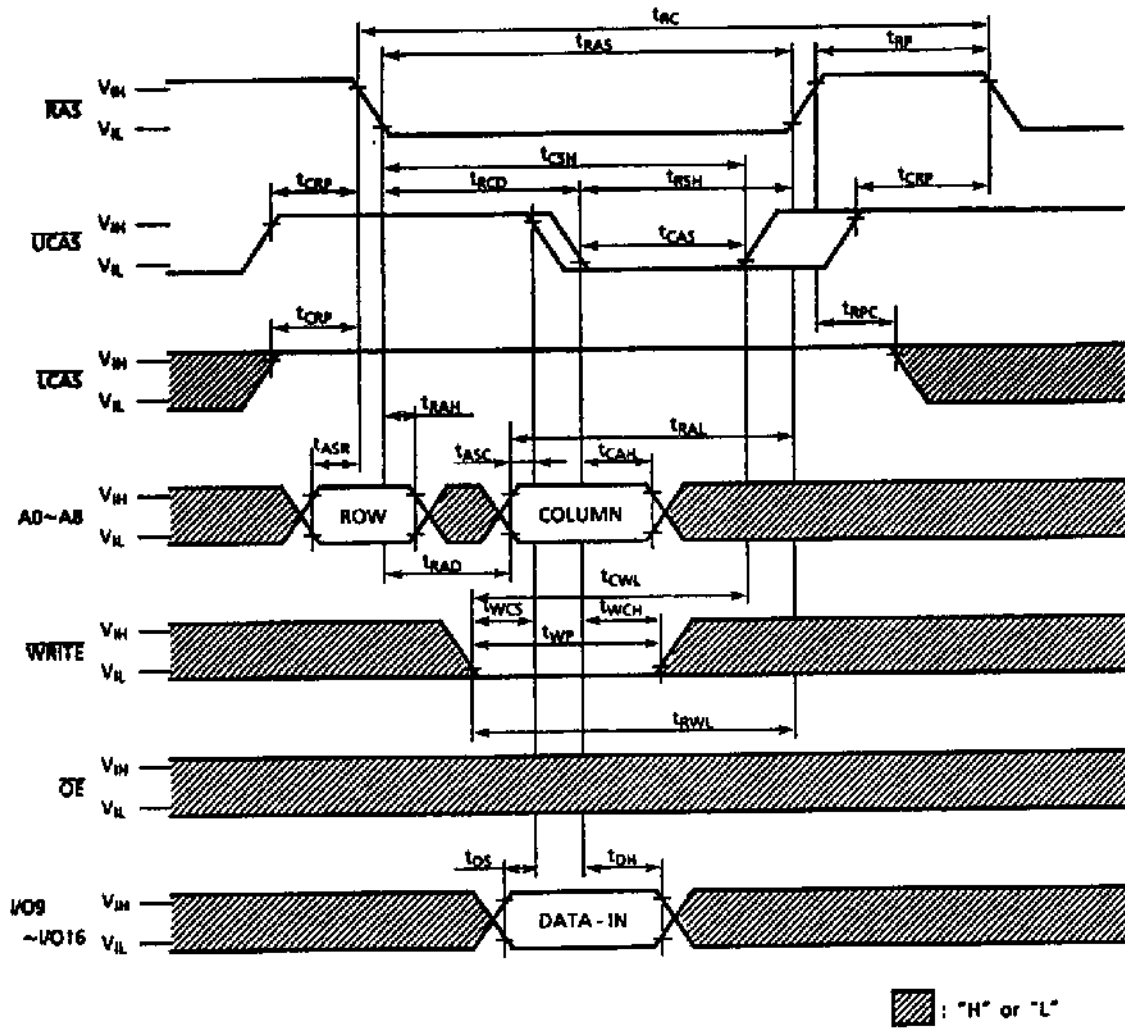 tRC
tRAS
tRP
RAS
VIH
VIL
tCSH
tCRP
tRCD
tRSH
tCRP
UCAS
VIH
VIL
tCAS
tCRP
tRPC
LCAS
VIH
VIL
tRAH
tRAL
tASR
tASC
tCAH
A0~A8
VIH
VIL
ROW
COLUMN
tRAD
tCWL
tWCS
tWCH
WRITE
VIH
VIL
tWP
tRWL
OE
VIH
VIL
tDS
tDH
I/O9
~I/O16
VIH
VIL
DATA-IN
: "H" or "L"